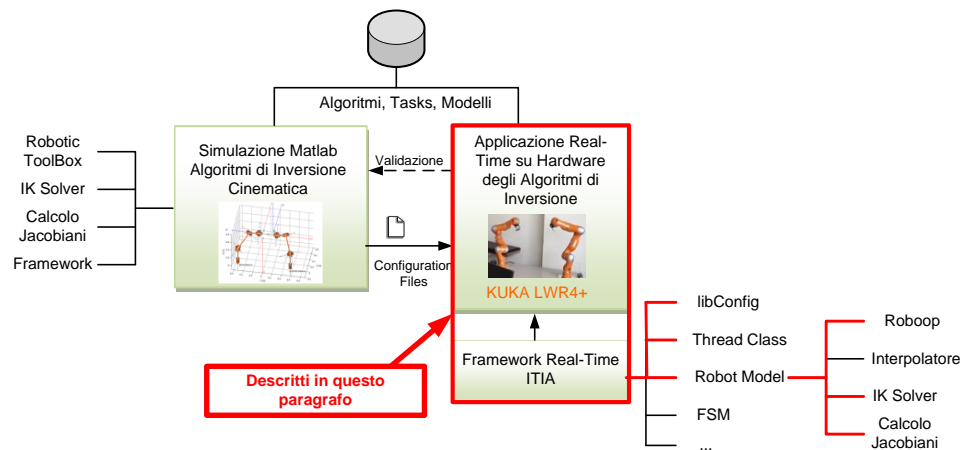 Algoritmi, Tasks, Modelli
Robotic
ToolBox
IK Solver
Calcolo
Jacobiani
Framework
Simulazione Matlab
Algoritmi di Inversione
Cinematica
Validazione
Configuration
Files
Applicazione Real-
Time su Hardware
degli Algoritmi di
Inversione
KUKA LWR4+
Framework Real-Time
ITIA
Descritti in questo
paragrafo
libConfig
Thread Class
Robot Model
FSM
...
Roboop
Interpolatore
IK Solver
Calcolo
Jacobiani